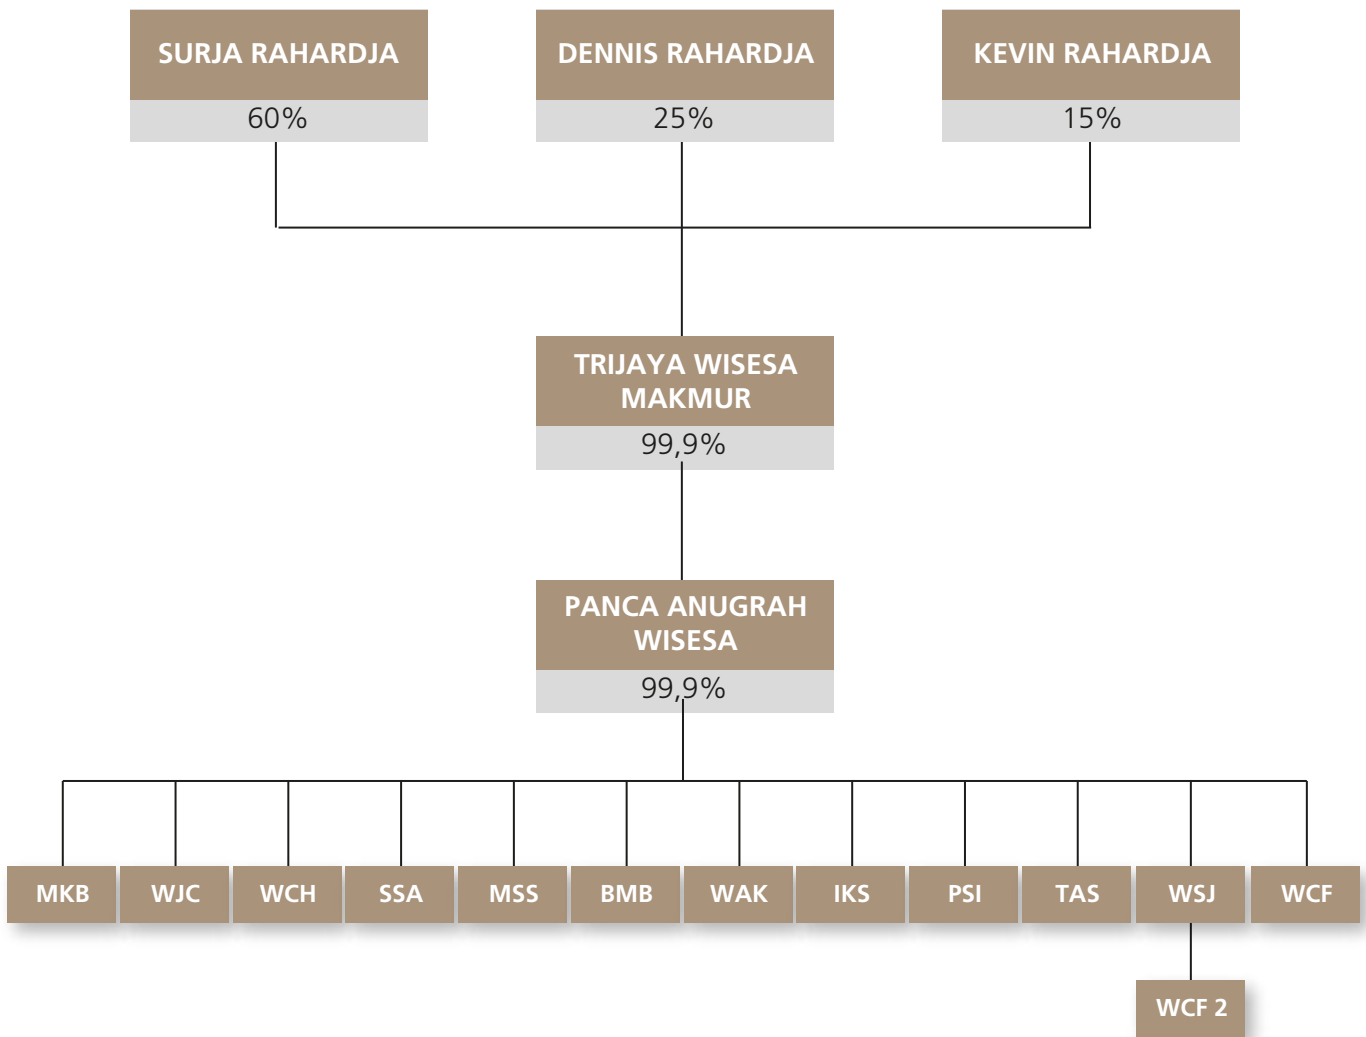 SURJA RAHARDJA
60%
DENNIS RAHARDJA
25%
KEVIN RAHARDJA
15%
TRIJAYA WISESA
MAKMUR
99,9%
PANCA ANUGRAH
WISESA
99,9%
MKB
WJC
WCH
SSA
MSS
BMB
WAK
IKS
PSI
TAS
WSJ
WCF
WCF 2